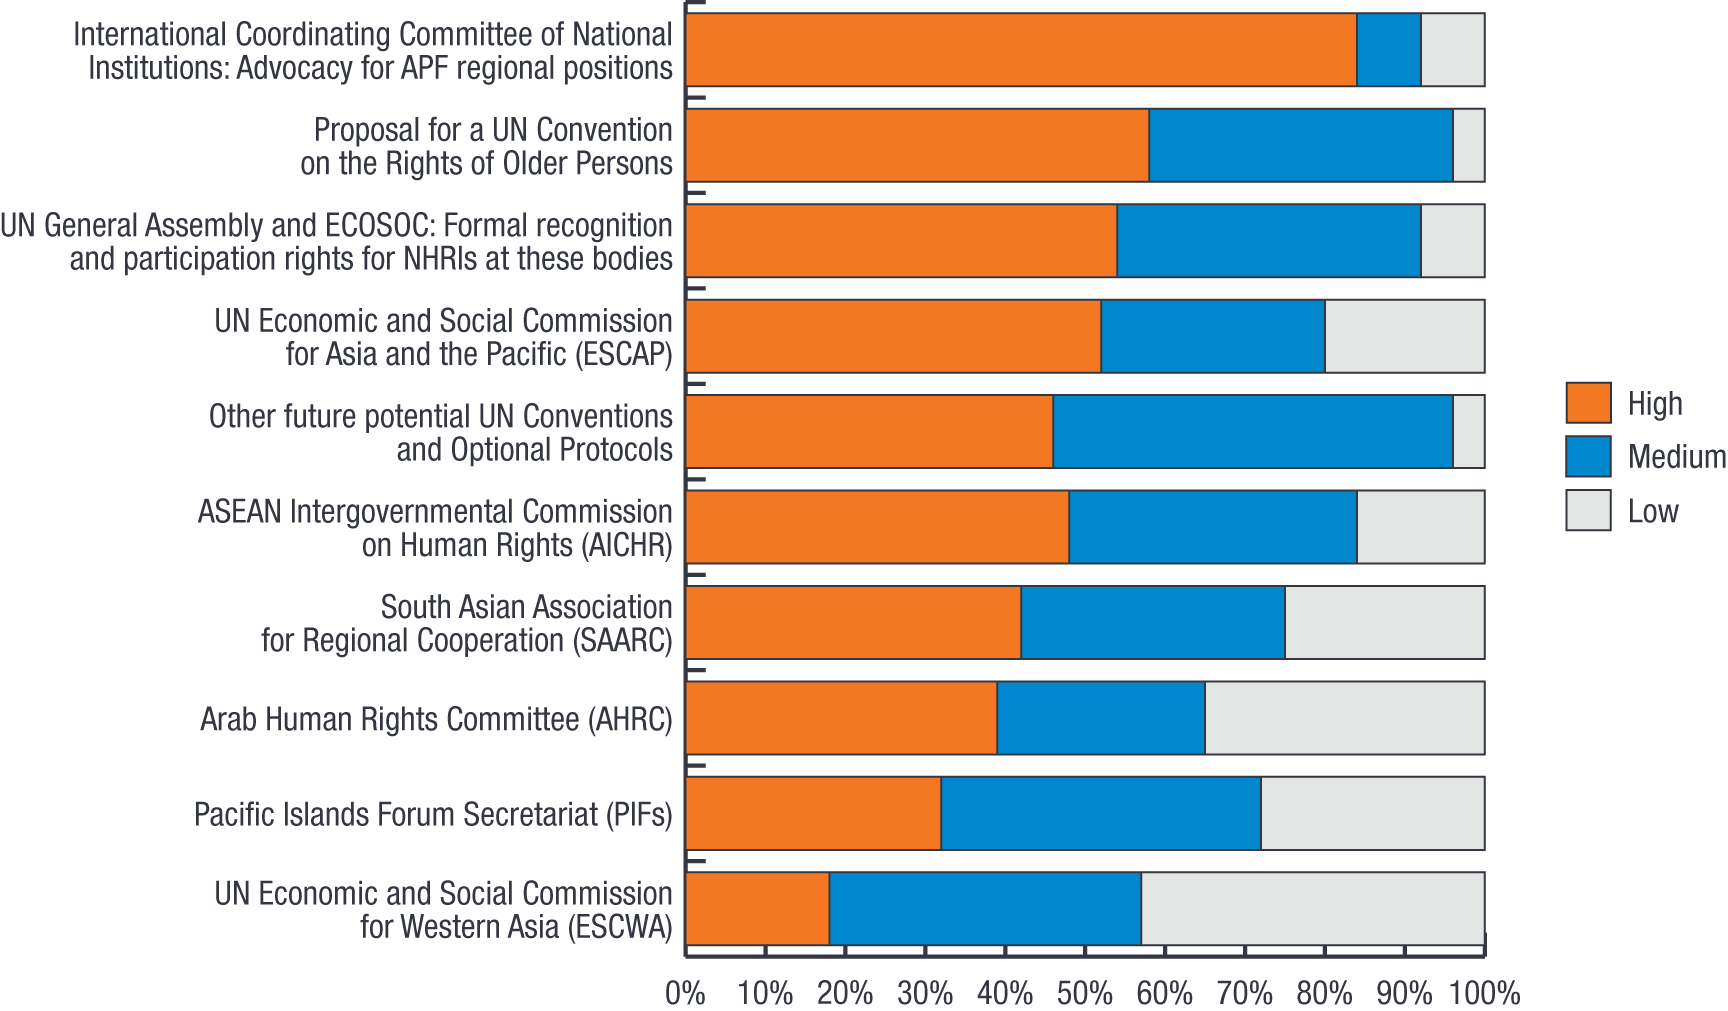 International Coordinating Committee of National
Institutions: Advocacy for APF regional positions
Proposal for a UN Convention
on the Rights of Older Persons
UN General Assembly and ECOSOC: Formal recognition
and participation rights for NHRIs at these bodies
UN Economic and Social Commission
for Asia and the Pacific (ESCAP)
Other future potential UN Conventions
and Optional Protocols
ASEAN Intergovernmental Commission
on Human Rights (AICHR)
South Asian Association
for Regional Cooperation (SAARC)
Arab Human Rights Committee (AHRC)
Pacific Islands Forum Secretariat (PIFs)
UN Economic and Social Commission
for Western Asia (ESCWA)
0% 10% 20% 30% 40% 50% 60% 70% 80% 90% 100%
High
Medium
Low